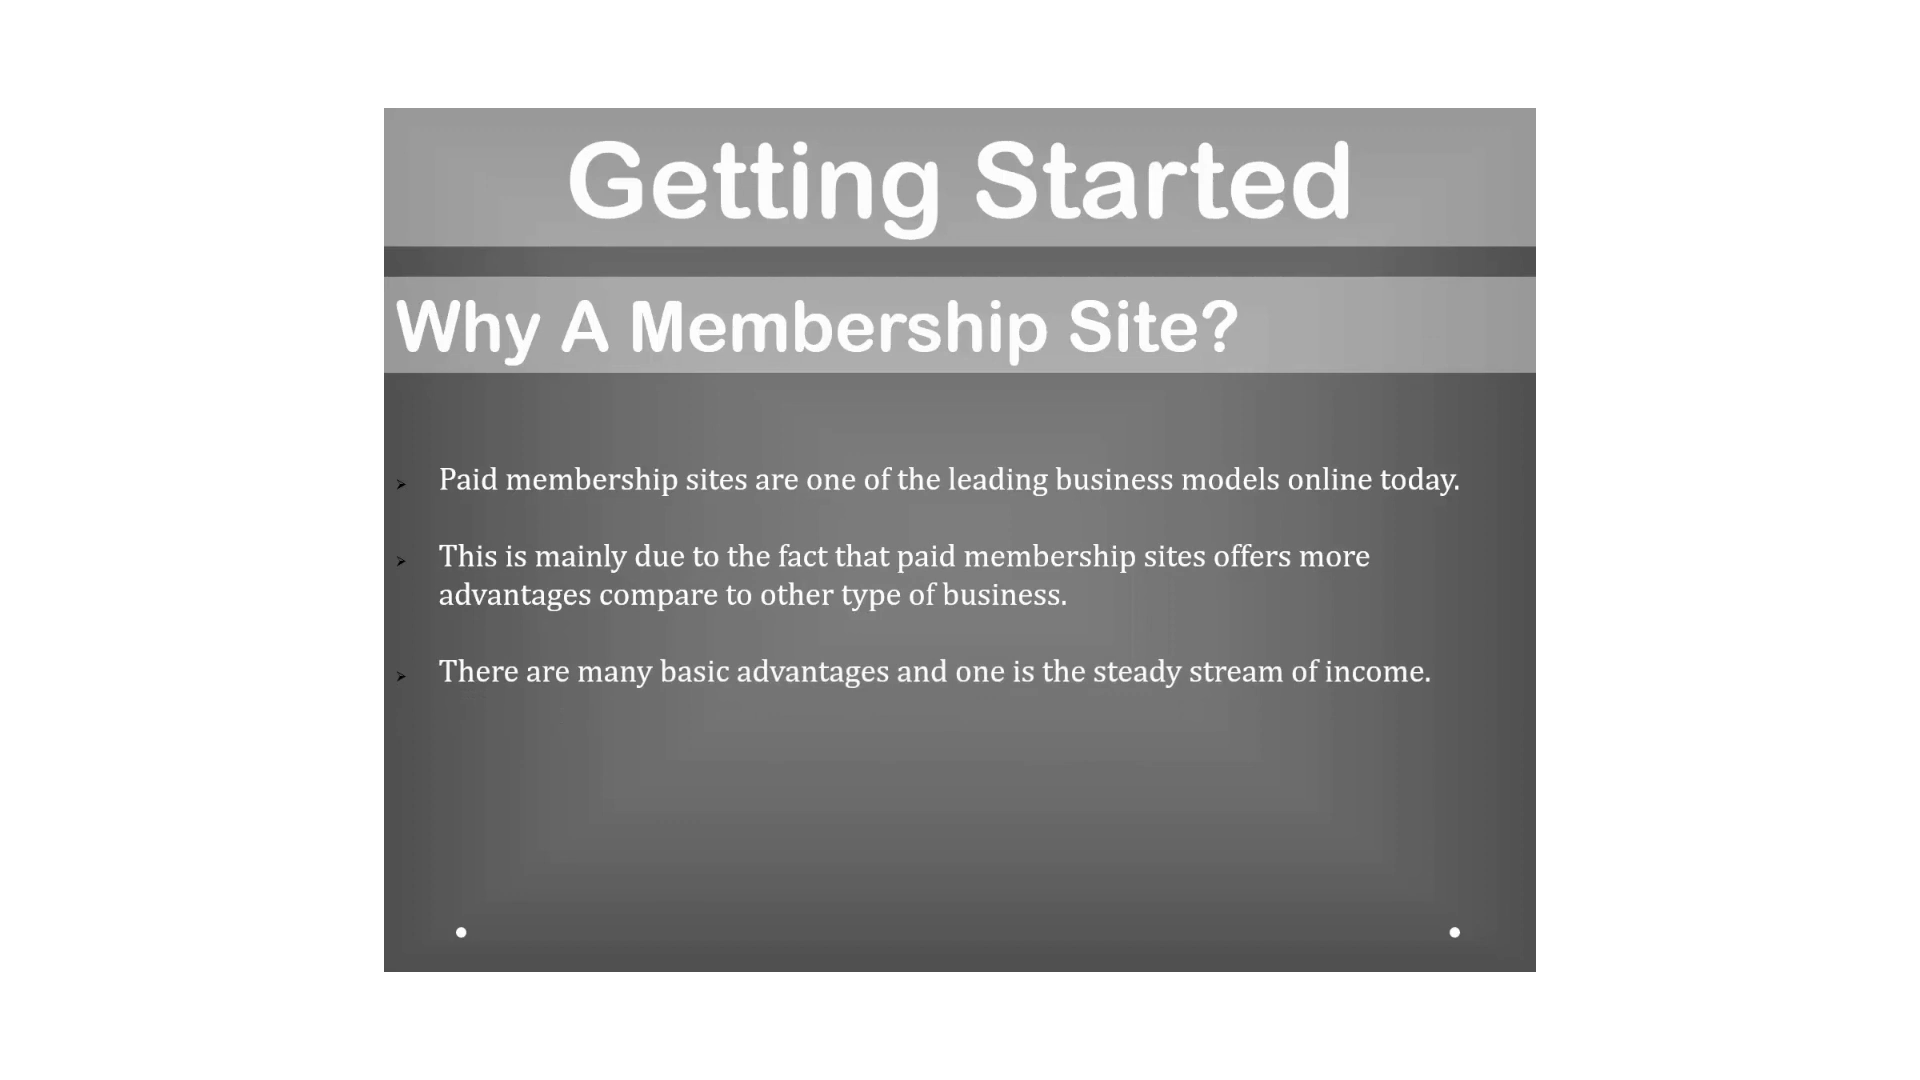 Getting Started
Why A Membership Site?
Paid membership sites are one of the leading business models online today.
This is mainly due to the fact that paid membership sites offers more
advantages compare to other type of business.
There are many basic advantages and one is the steady stream of income.